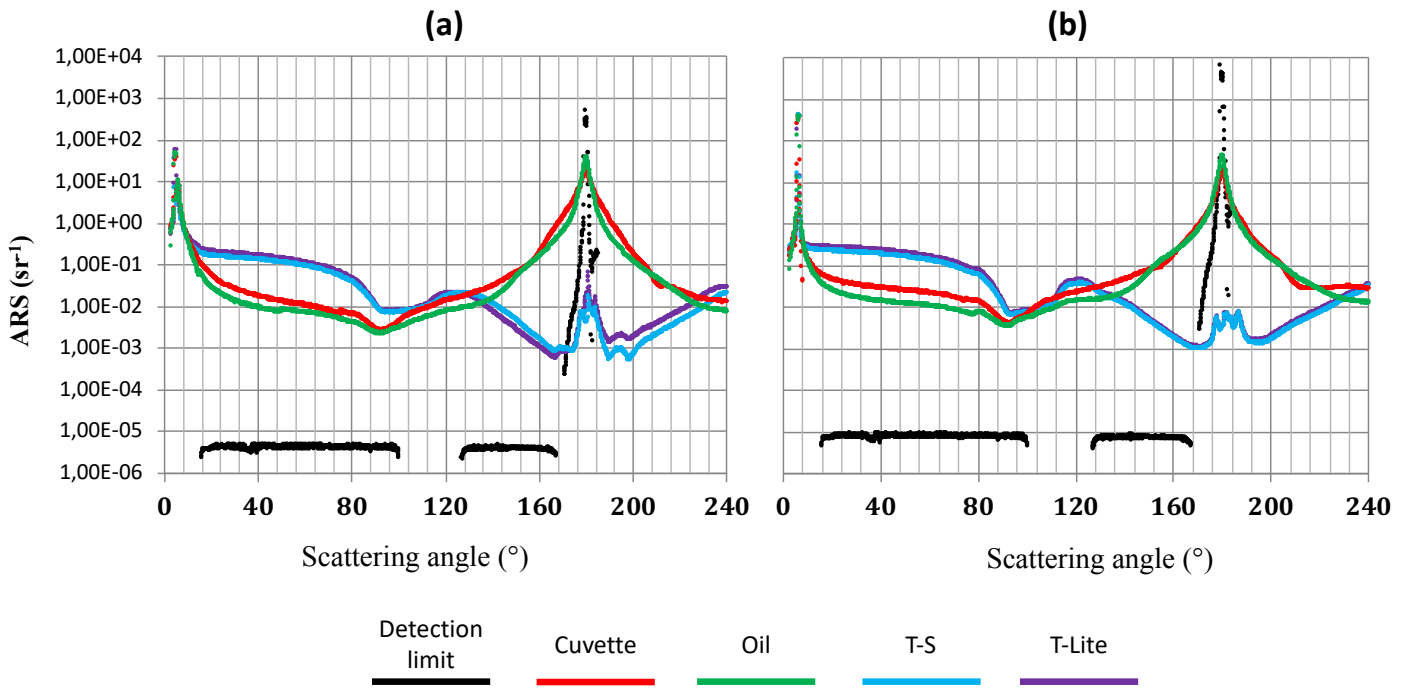 (a) (b)
1,00E+04
1,00E+03
1,00E+02
1,00E+01
1,00E+00
1,00E-01
1,00E-02
1,00E-03
1,00E-04
1,00E-05
1,00E-06
ARS (sr-1)
0 40 80 120 160 200 240
0 40 80 120 160 200 240
Scattering angle (°) Scattering angle (°)
Detection
limit
Cuvette Oil T-S T-Lite